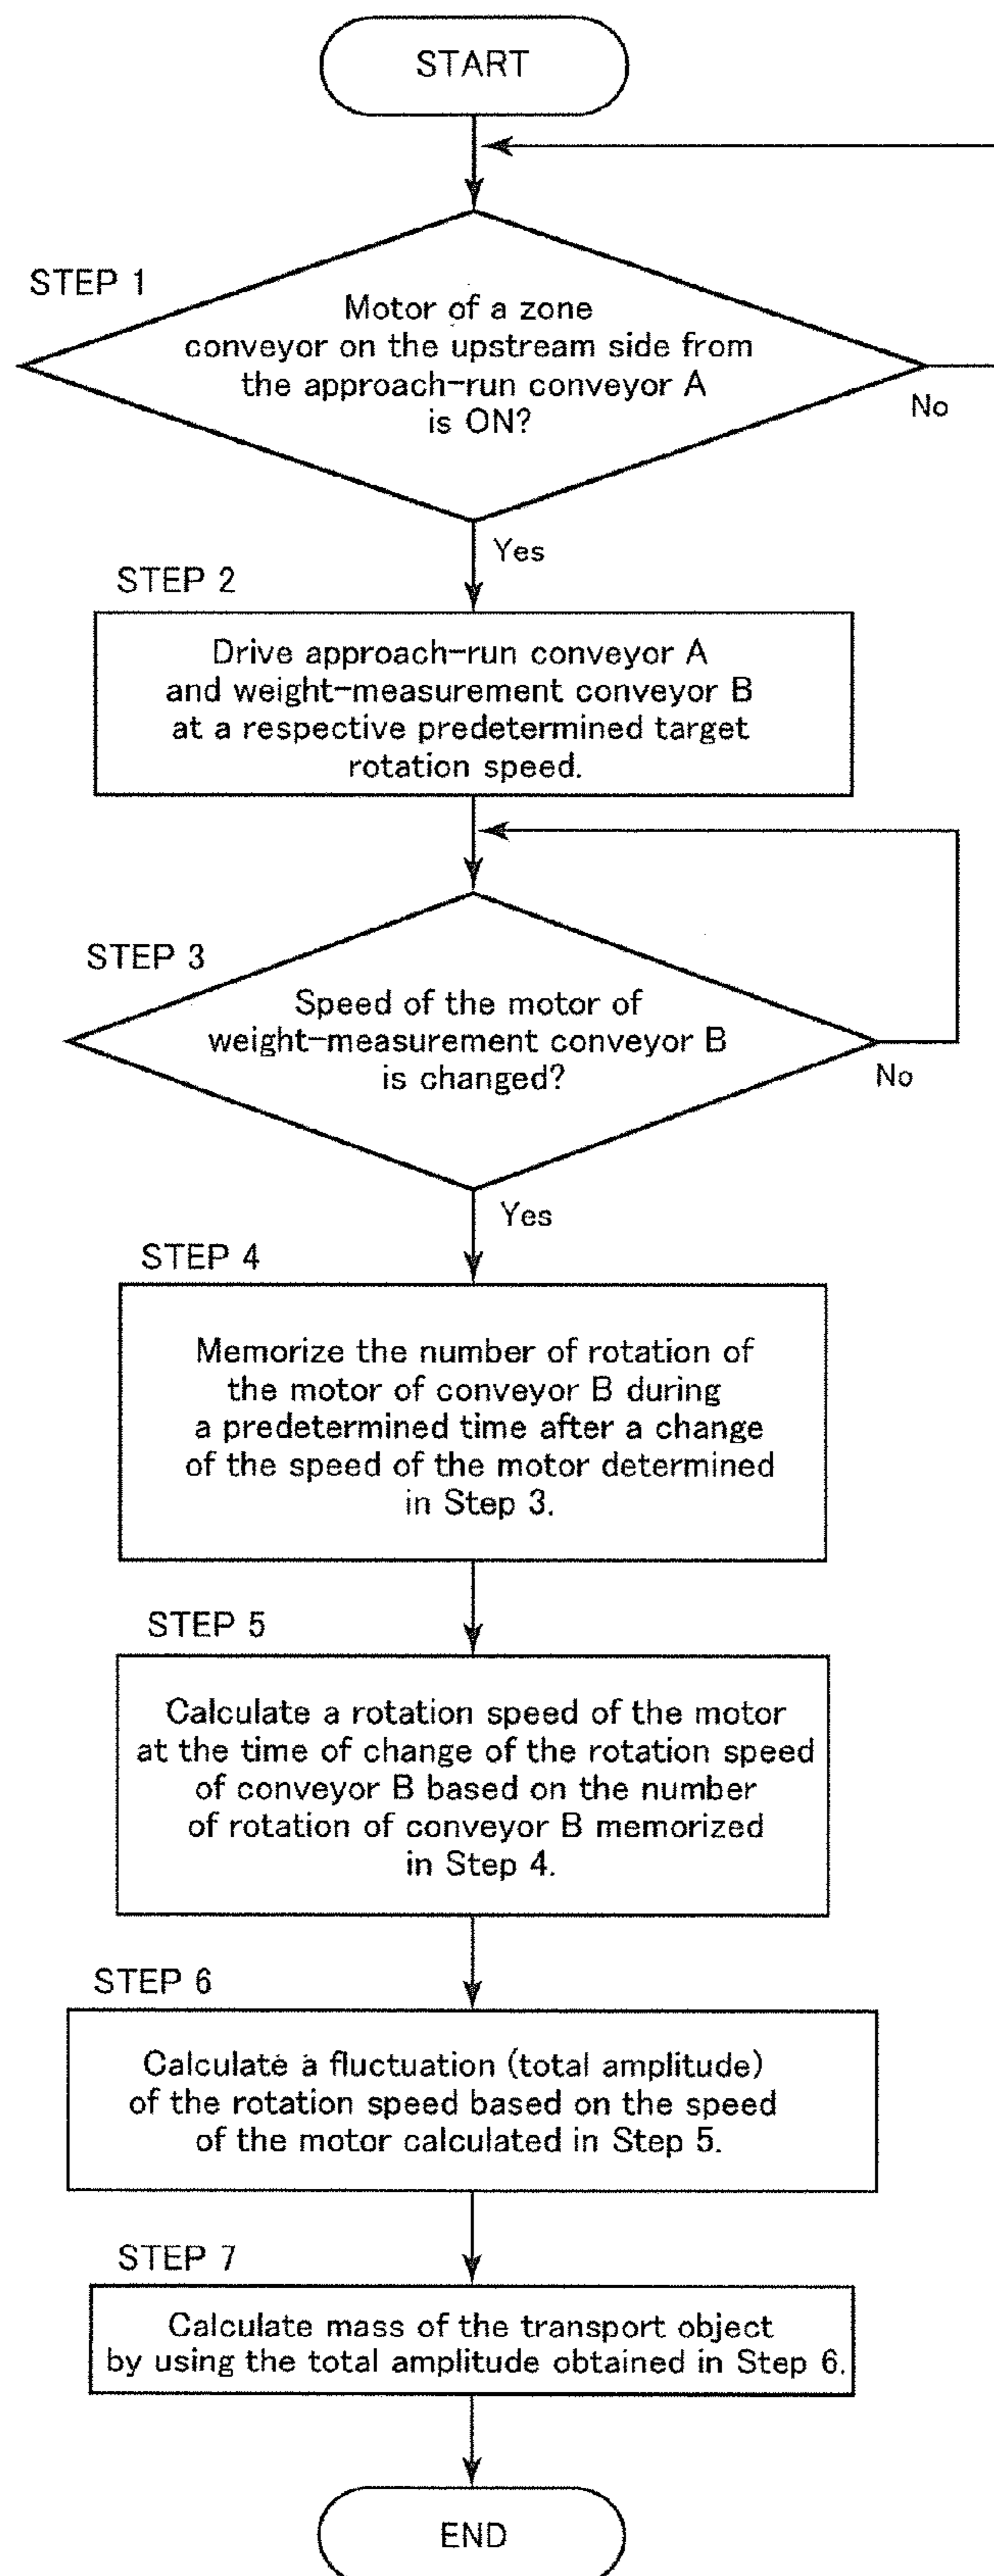 START
STEP 1
Motor of a zone
conveyor on the upstream side from
the approach-run conveyor A
is ON?
No
Yes
STEP 2
Drive approach-run conveyor A
and weight-measurement conveyor B
at a respective predetermined target
rotation speed.
STEP 3
Speed of the motor of
weight-measurement conveyor B
is changed?
No
Yes
STEP 4
Memorize the number of rotation of
the motor of conveyor B during
a predetermined time after a change
of the speed of the motor determined
in Step 3.
STEP 5
Calculate a rotation speed of the motor
at the time of change of the rotation speed
of conveyor B based on the number
of rotation of conveyor B memorized
in Step 4.
STEP 6
Calculate a fluctuation (total amplitude)
of the rotation speed based on the speed
of the motor calculated in Step 5.
STEP 7
Calculate mass of the transport object
by using the total amplitude obtained in Step 6.
END